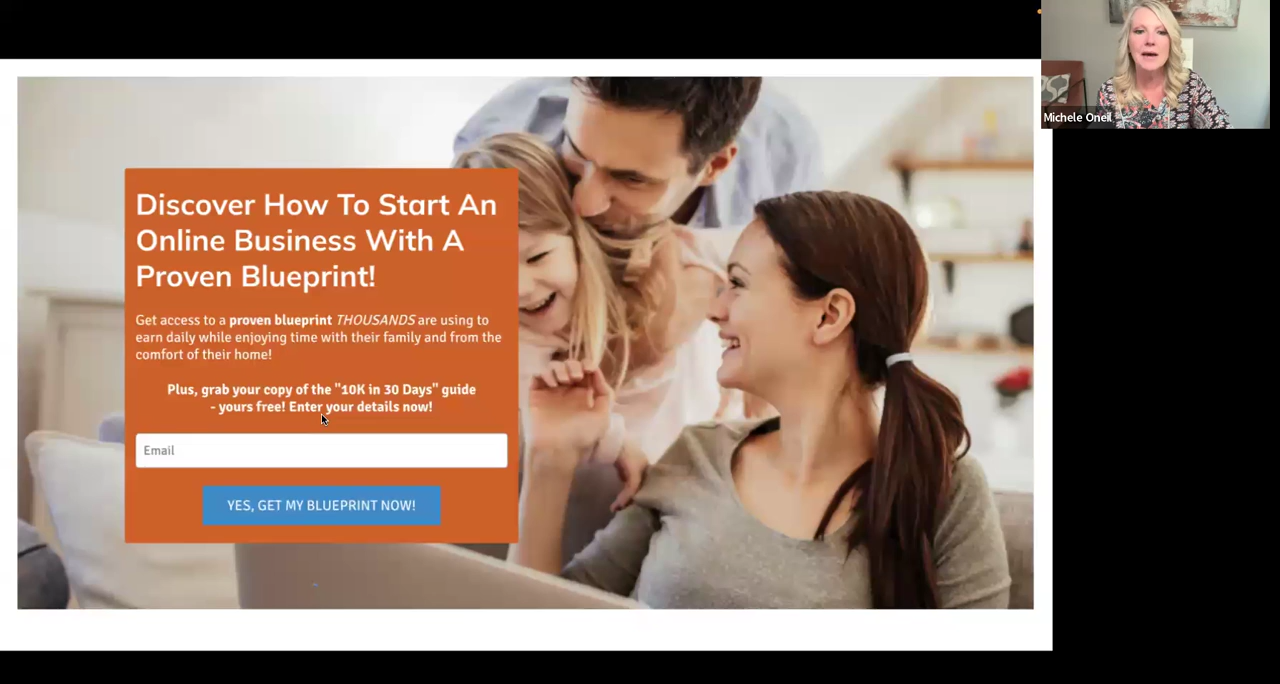 Michele Oneil
Discover How To Start An
Online Business With A
Proven Blueprint!
Get access to a proven blueprint THOUSANDS are using to
earn daily while enjoying time with their family and from the
comfort of their home!
Plus, grab your copy of the "10K in 30 Days" guide
- yours free! Enter your details now!
Email
YES, GET MY BLUEPRINT NOW!